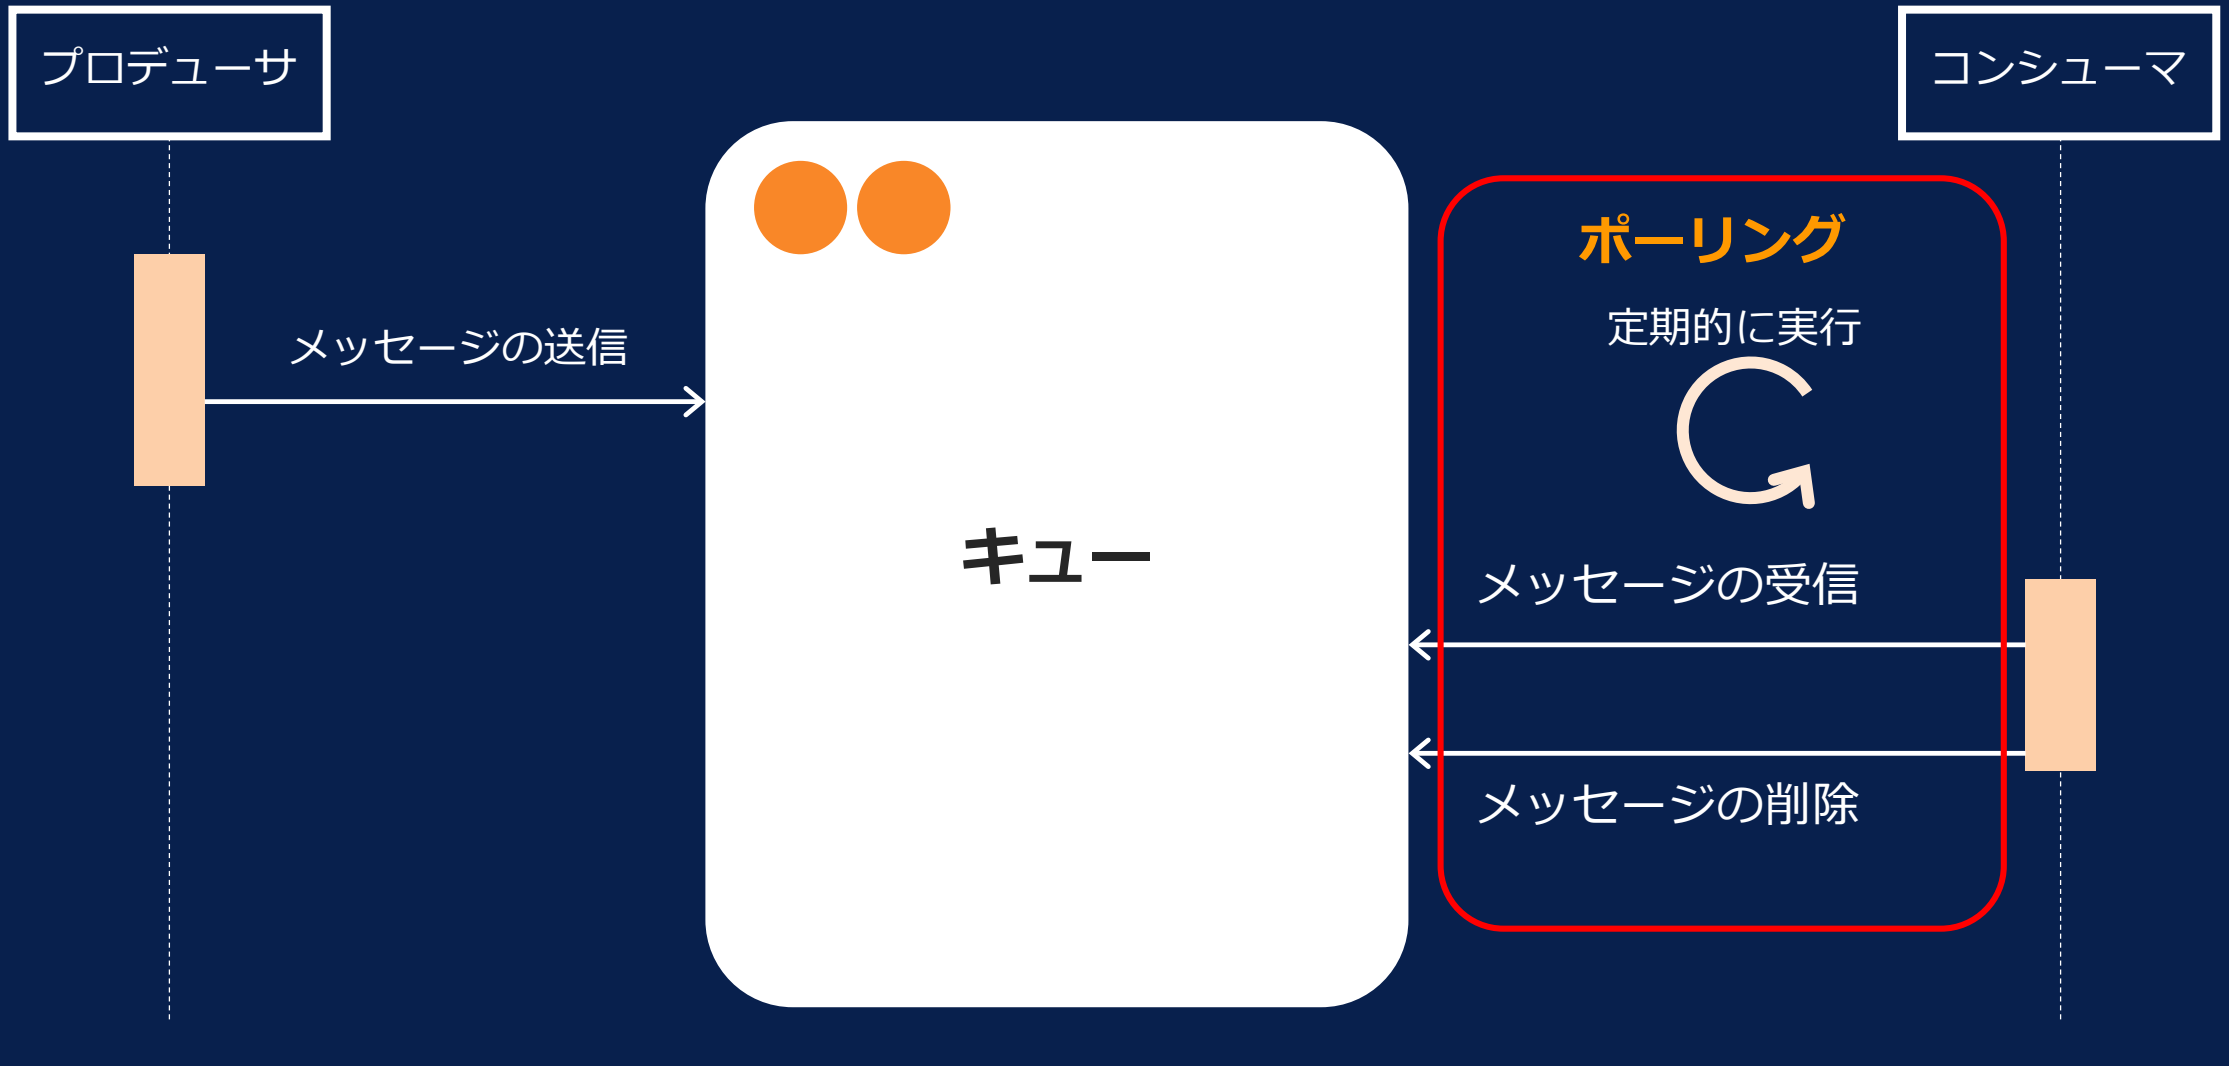 プロデューサ
コンシューマ
ポーリング
定期的に実行
メッセージの送信
キュー
メッセージの受信
メッセージの削除